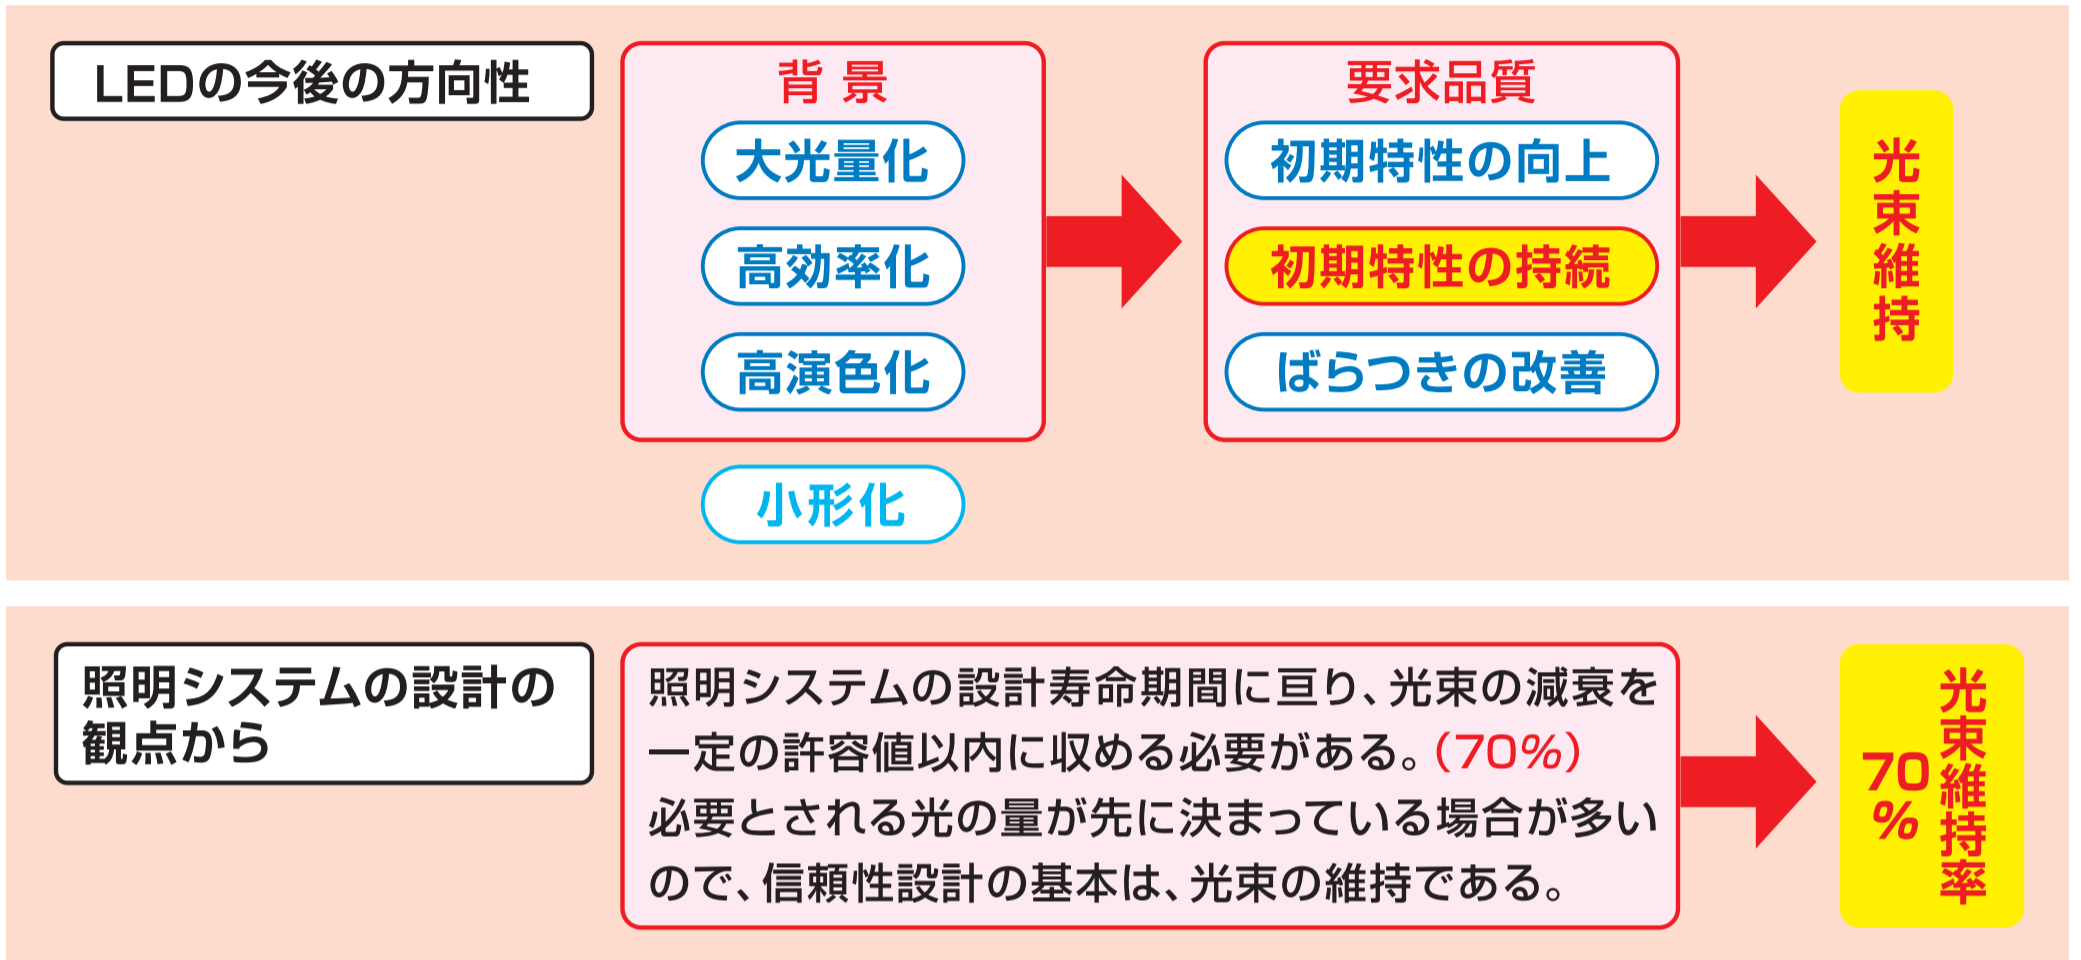 LEDの今後の方向性
背 景
大光量化
高効率化
高演色化
小形化
要求品質
初期特性の向上
初期特性の持続
ばらつきの改善
光束維持
照明システムの設計の
観点から
照明システムの設計寿命期間に亘り、光束の減衰を
一定の許容値以内に収める必要がある。（70%）
必要とされる光の量が先に決まっている場合が多い
ので、信頼性設計の基本は、光束の維持である。
光束維持率
70
%